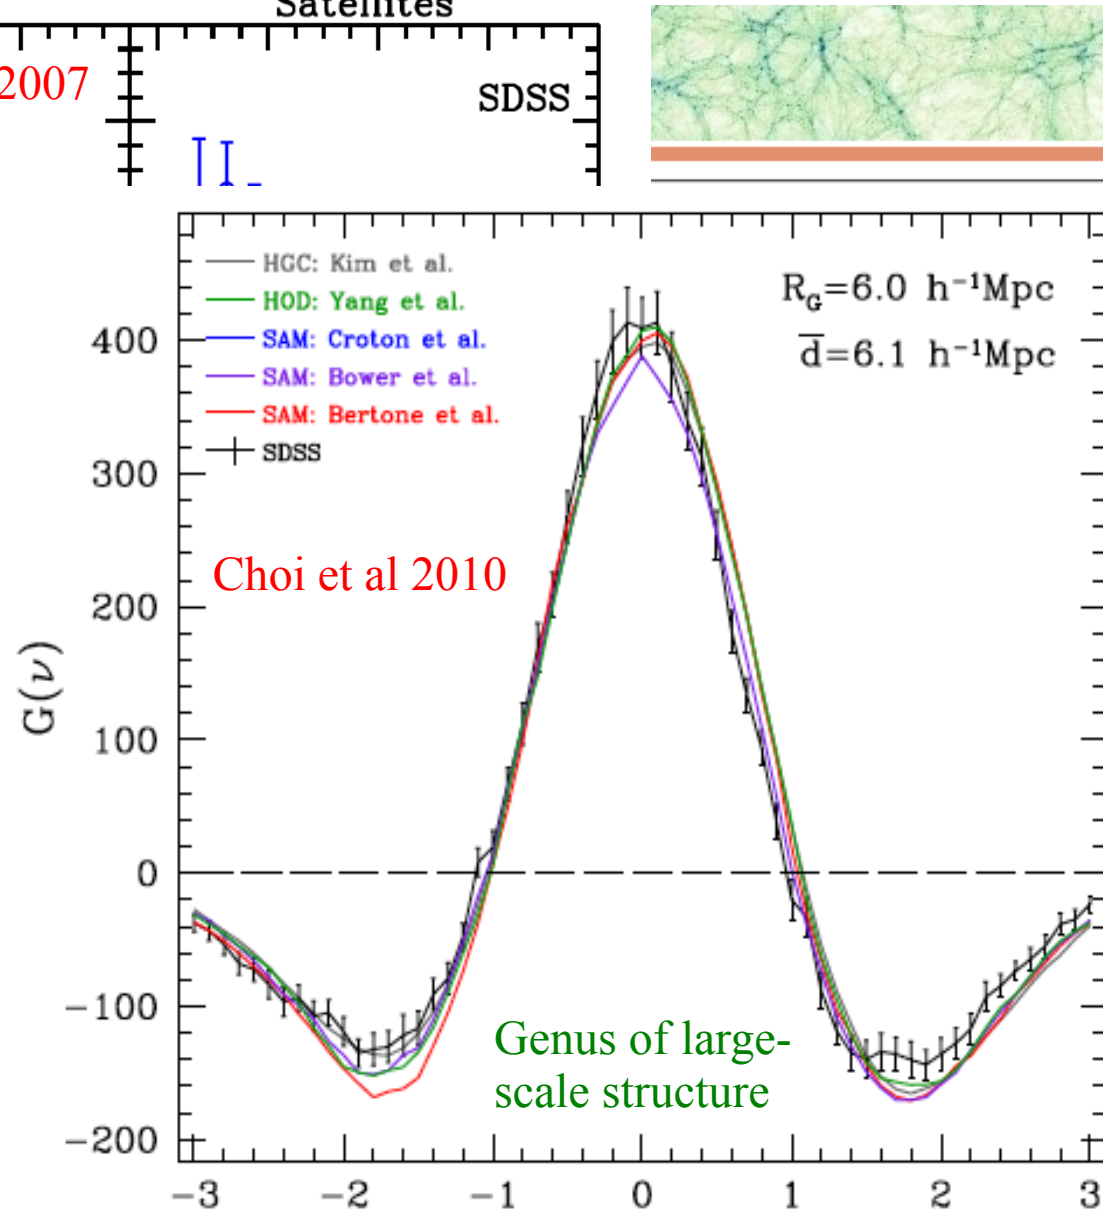 Satellites
2007
SDSS
HGC: Kim et al.
HOD: Yang et al.
SAM: Croton et al.
SAM: Bower et al.
SAM: Bertone et al.
SDSS
R_G=6.0 h⁻¹Mpc
d̅=6.1 h⁻¹Mpc
Choi et al 2010
Genus of large-
scale structure
G(ν)
400
300
200
100
0
−100
−200
−3 −2 −1 0 1 2 3